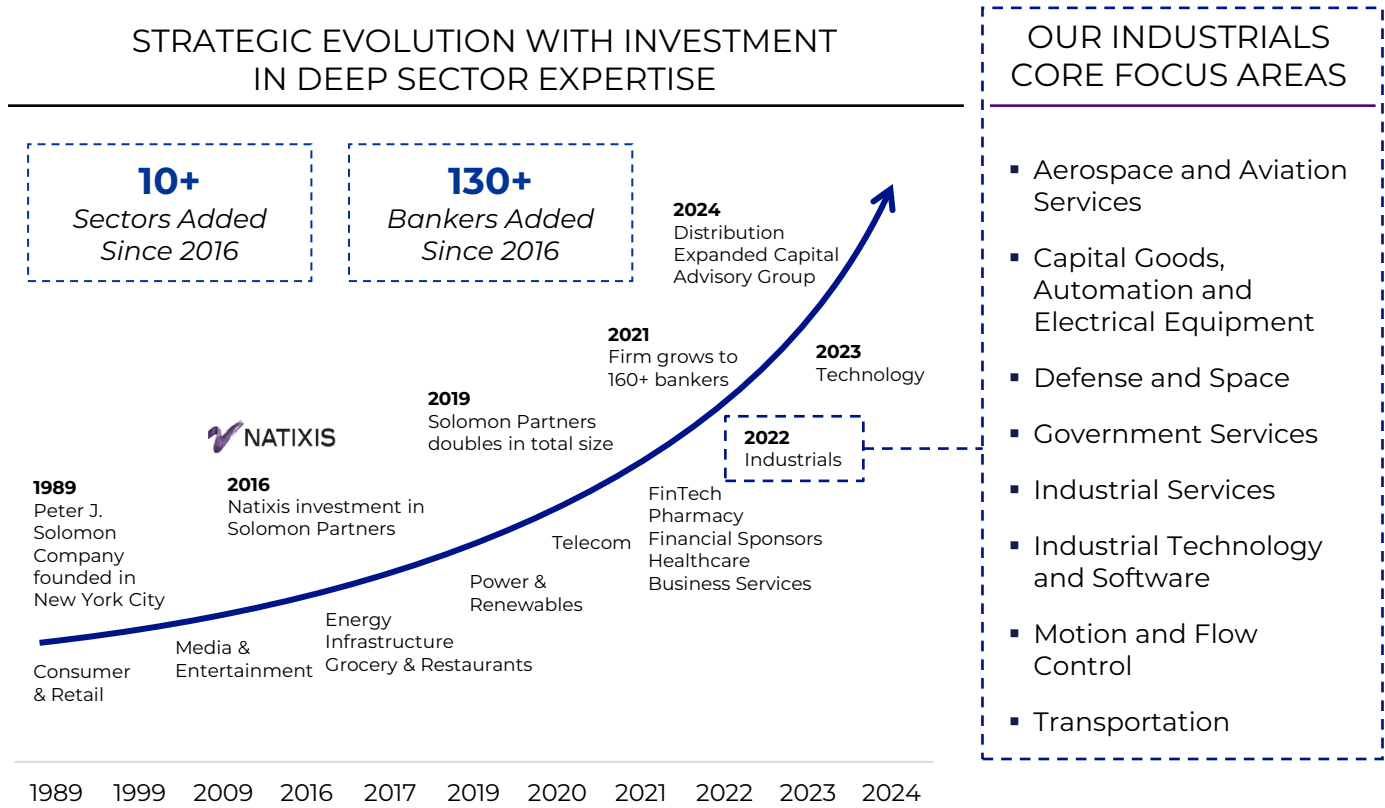 STRATEGIC EVOLUTION WITH INVESTMENT
IN DEEP SECTOR EXPERTISE
10+
Sectors Added
Since 2016
130+
Bankers Added
Since 2016
2024
Distribution
Expanded Capital
Advisory Group
2021
Firm grows to
160+ bankers
2023
Technology
2019
Solomon Partners
doubles in total size
2022
Industrials
NATIXIS
2016
Natixis investment in
Solomon Partners
1989
Peter J.
Solomon
Company
founded in
New York City
Consumer
& Retail
Media &
Entertainment
Energy
Infrastructure
Grocery & Restaurants
Power &
Renewables
Telecom
FinTech
Pharmacy
Financial Sponsors
Healthcare
Business Services
1989 1999 2009 2016 2017 2019 2020 2021 2022 2023 2024
OUR INDUSTRIALS
CORE FOCUS AREAS
▪ Aerospace and Aviation
Services
▪ Capital Goods,
Automation and
Electrical Equipment
▪ Defense and Space
▪ Government Services
▪ Industrial Services
▪ Industrial Technology
and Software
▪ Motion and Flow
Control
▪ Transportation